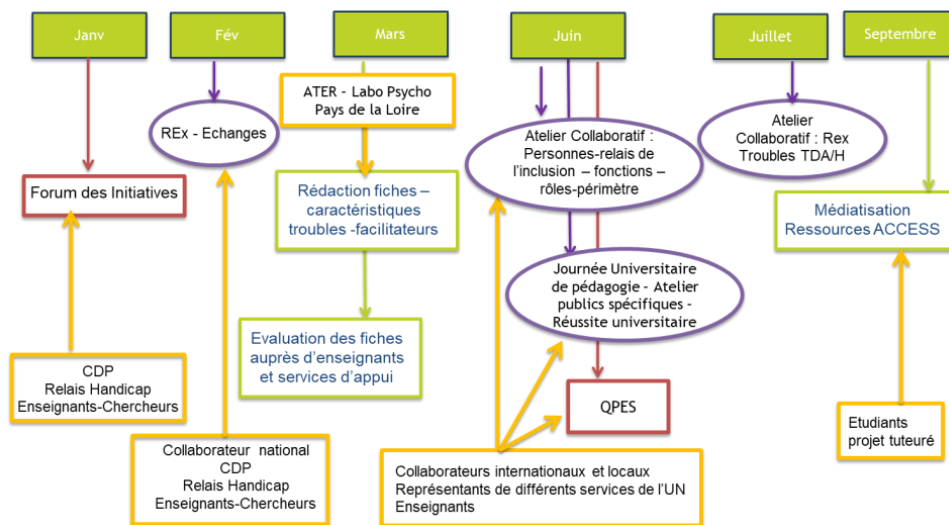 Janv
Fév
Mars
Juin
Juillet
Septembre
ATER - Labo Psycho
Pays de la Loire
REx - Echanges
Atelier Collaboratif :
Personnes-relais de
l'inclusion – fonctions –
rôles-périmètre
Atelier
Collaboratif : Rex
Troubles TDA/H
Forum des Initiatives
Rédaction fiches –
caractéristiques
troubles -facilitateurs
Médiatisation
Ressources ACCESS
Journée Universitaire
de pédagogie - Atelier
publics spécifiques -
Réussite universitaire
Evaluation des fiches
auprès d'enseignants
et services d'appui
CDP
Relais Handicap
Enseignants-Chercheurs
QPES
Etudiants
projet tuteuré
Collaborateur national
CDP
Relais Handicap
Enseignants-Chercheurs
Collaborateurs internationaux et locaux
Représentants de différents services de l'UN
Enseignants